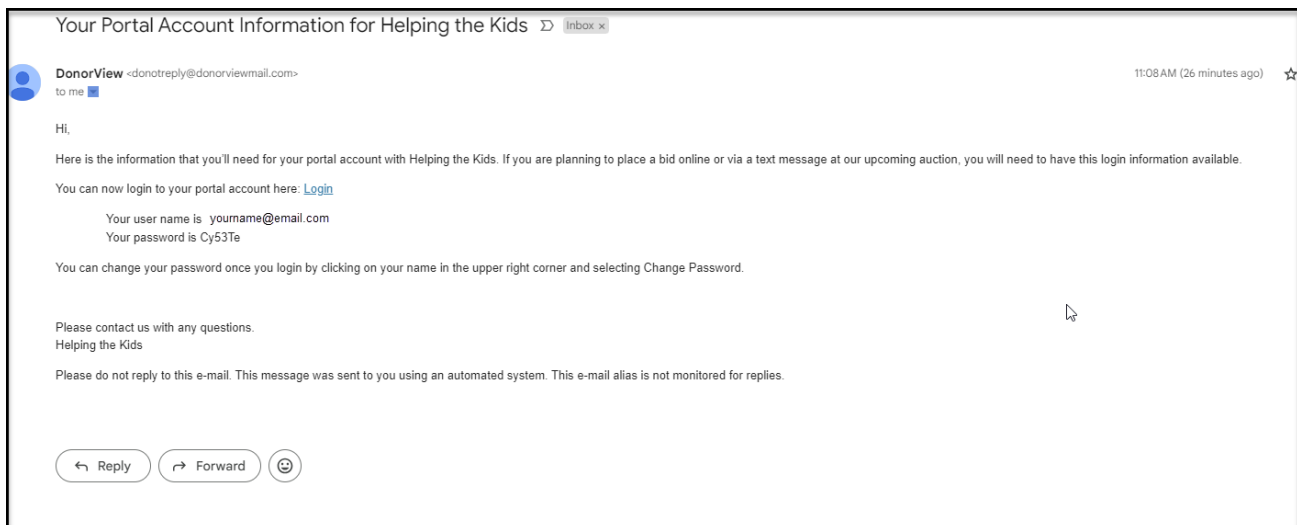 Your Portal Account Information for Helping the Kids Inbox ×
DonorView <donotreply@donorviewmail.com> 11:08 AM (26 minutes ago)
to me
Hi,
Here is the information that you'll need for your portal account with Helping the Kids. If you are planning to place a bid online or via a text message at our upcoming auction, you will need to have this login information available.
You can now login to your portal account here: Login
Your user name is yourname@email.com
Your password is Cy53Te
You can change your password once you login by clicking on your name in the upper right corner and selecting Change Password.
Please contact us with any questions.
Helping the Kids
Please do not reply to this e-mail. This message was sent to you using an automated system. This e-mail alias is not monitored for replies.
Reply Forward